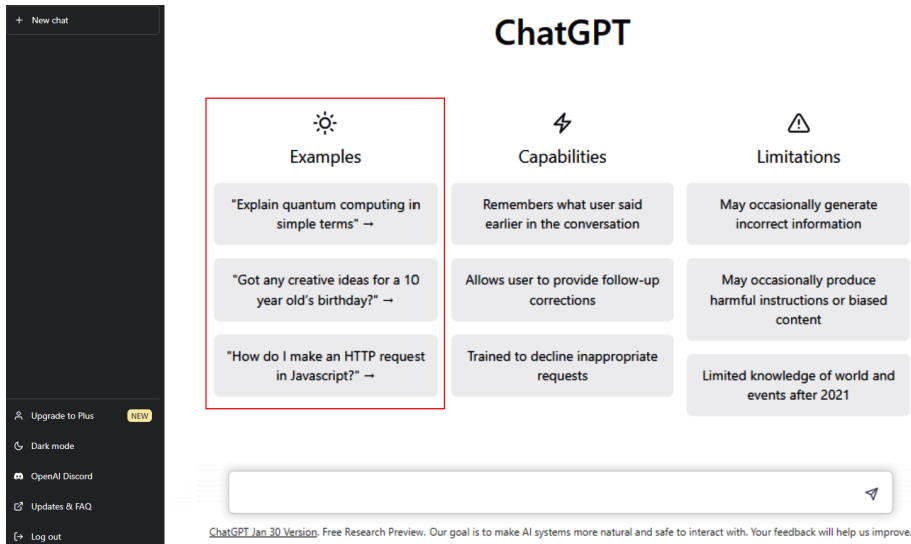 + New chat
Upgrade to Plus NEW
Dark mode
OpenAI Discord
Updates & FAQ
Log out
ChatGPT
Examples
"Explain quantum computing in
simple terms" →
"Got any creative ideas for a 10
year old's birthday?" →
"How do I make an HTTP request
in Javascript?" →
Capabilities
Remembers what user said
earlier in the conversation
Allows user to provide follow-up
corrections
Trained to decline inappropriate
requests
Limitations
May occasionally generate
incorrect information
May occasionally produce
harmful instructions or biased
content
Limited knowledge of world and
events after 2021
ChatGPT Jan 30 Version. Free Research Preview. Our goal is to make AI systems more natural and safe to interact with. Your feedback will help us improve.